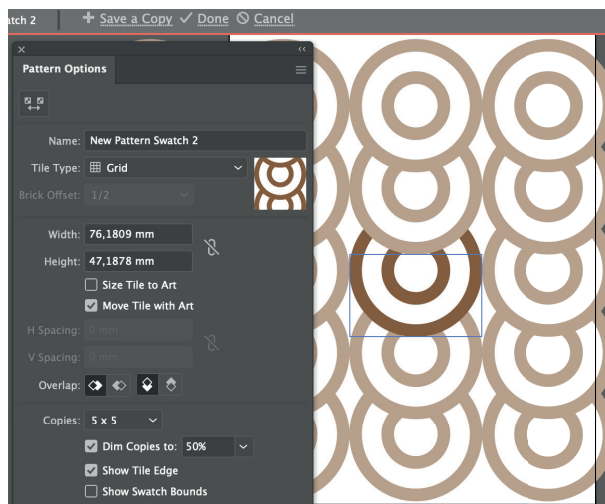 atch 2 + Save a Copy ✓ Done Cancel
Pattern Options
Name: New Pattern Swatch 2
Tile Type: Grid
Brick Offset: 1/2
Width: 76,1809 mm
Height: 47,1878 mm
Size Tile to Art
Move Tile with Art
H Spacing: 0 mm
V Spacing: 0 mm
Overlap:
Copies: 5 x 5
Dim Copies to: 50%
Show Tile Edge
Show Swatch Bounds